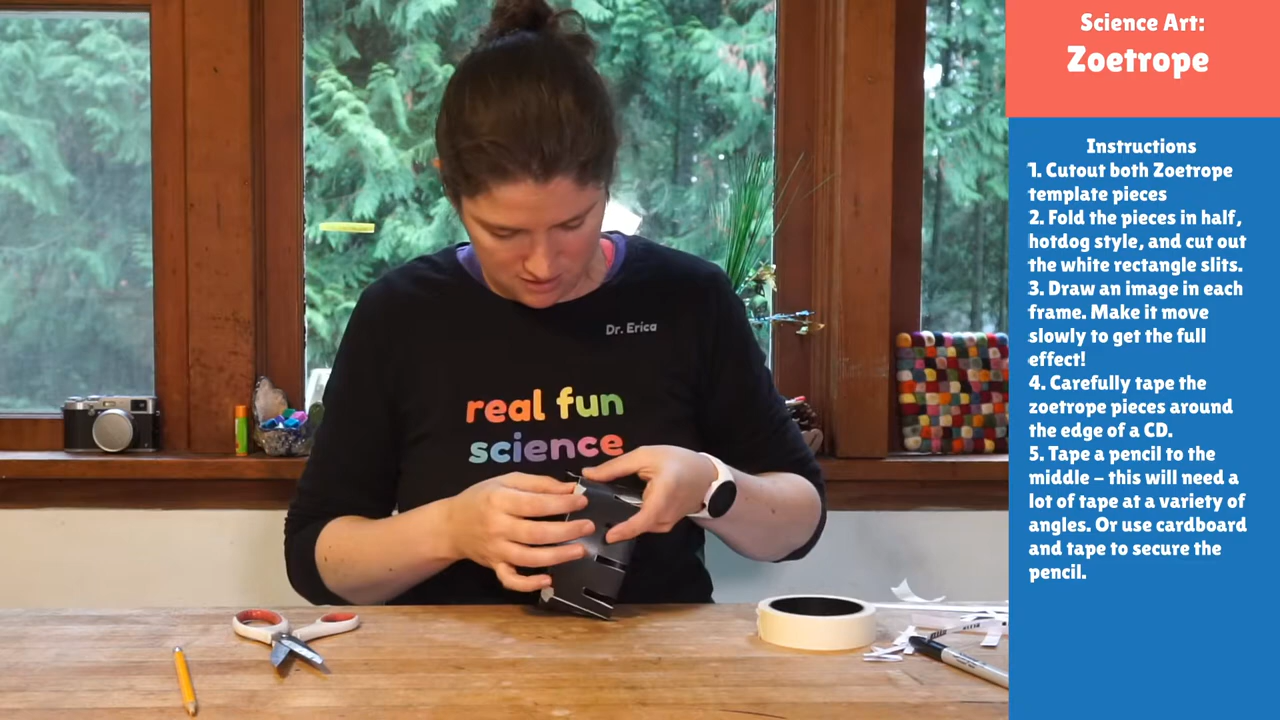 Science Art:
Zoetrope
Instructions
1. Cutout both Zoetrope
template pieces
2. Fold the pieces in half,
hotdog style, and cut out
the white rectangle slits.
3. Draw an image in each
frame. Make it move
slowly to get the full
effect!
4. Carefully tape the
zoetrope pieces around
the edge of a CD.
5. Tape a pencil to the
middle – this will need a
lot of tape at a variety of
angles. Or use cardboard
and tape to secure the
pencil.
Dr. Erica
real fun
science